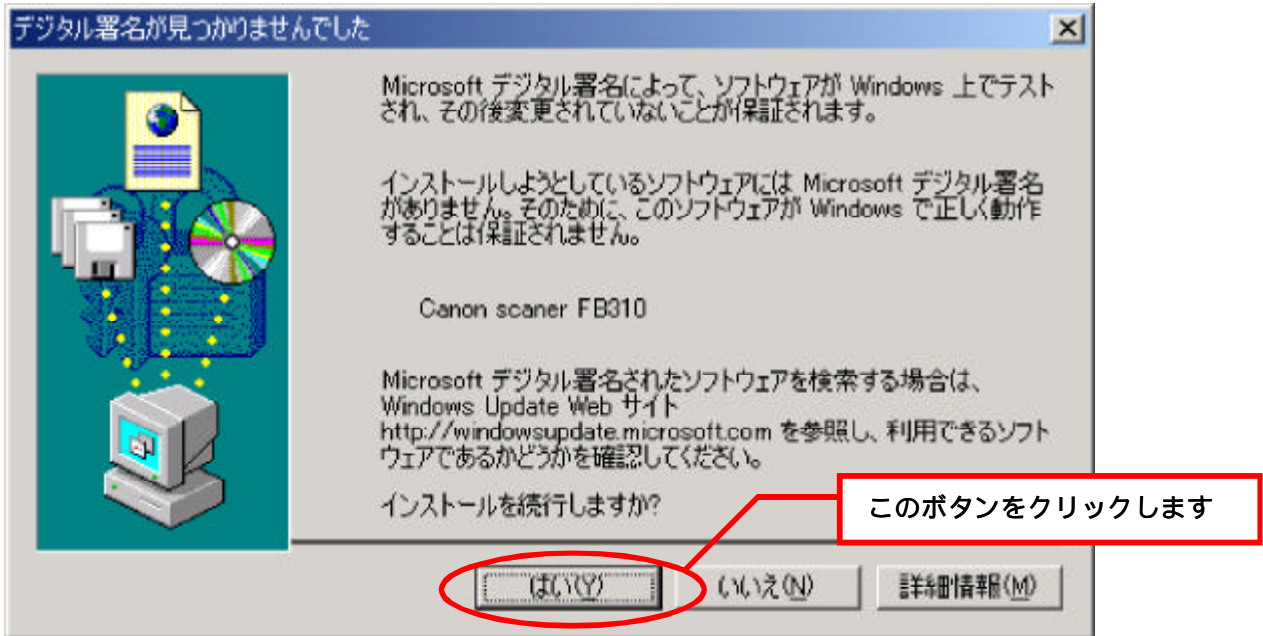 デジタル署名が見つかりませんでした
Microsoft デジタル署名によって、ソフトウェアが Windows 上でテスト
され、その後変更されていないことが保証されます。
インストールしようとしているソフトウェアには Microsoft デジタル署名
がありません。そのために、このソフトウェアが Windows で正しく動作
することは保証されません。
Canon scaner FB310
Microsoft デジタル署名されたソフトウェアを検索する場合は、
Windows Update Web サイト
http://windowsupdate.microsoft.com を参照し、利用できるソフト
ウェアであるかどうかを確認してください。
インストールを続行しますか?
このボタンをクリックします
はい(Y) いいえ(N) 詳細情報(M)